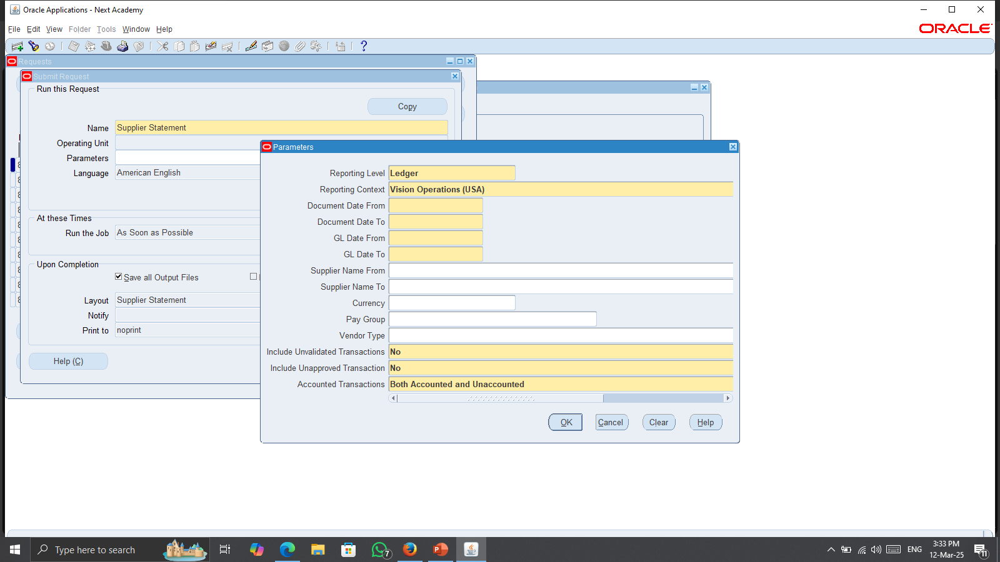 Oracle Applications - Next Academy
File Edit View Folder Tools Window Help
ORACLE
Requests
Submit Request
Run this Request
Copy
Name Supplier Statement
Operating Unit
Parameters
Language American English
At these Times
Run the Job As Soon as Possible
Upon Completion
Save all Output Files
Layout Supplier Statement
Notify
Print to noprint
Help (C)
Parameters
Reporting Level Ledger
Reporting Context Vision Operations (USA)
Document Date From
Document Date To
GL Date From
GL Date To
Supplier Name From
Supplier Name To
Currency
Pay Group
Vendor Type
Include Unvalidated Transactions No
Include Unapproved Transaction No
Accounted Transactions Both Accounted and Unaccounted
OK Cancel Clear Help
Type here to search
7
ENG
3:33 PM
12-Mar-25
11